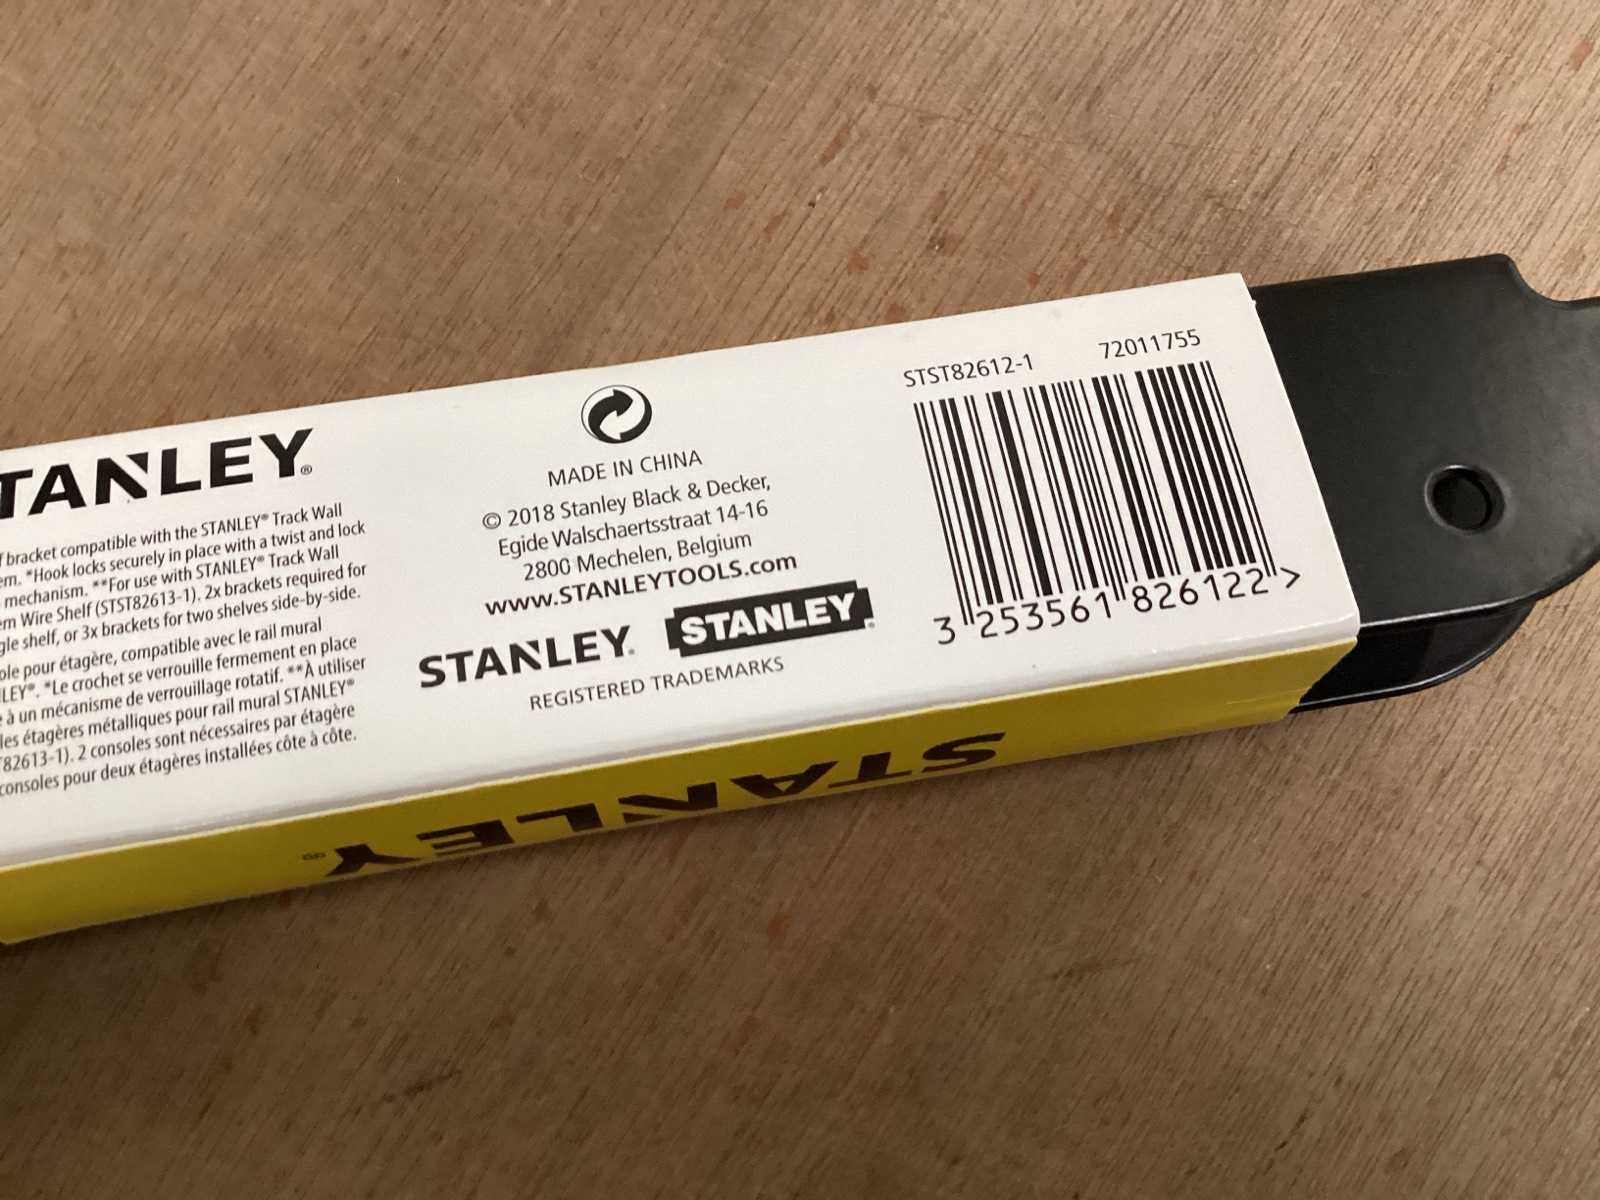 TANLEY®
bracket compatible with the STANLEY® Track Wall
em. *Hook locks securely in place with a twist and lock
mechanism. **For use with STANLEY® Track Wall
em Wire Shelf (STST82613-1). 2x brackets required for
gle shelf, or 3x brackets for two shelves side-by-side.
ole pour étagère, compatible avec le rail mural
LEY®. *Le crochet se verrouille fermement en place
à un mécanisme de verrouillage rotatif. **À utiliser
les étagères métalliques pour rail mural STANLEY®
82613-1). 2 consoles sont nécessaires par étagère
consoles pour deux étagères installées côte à côte.
MADE IN CHINA
© 2018 Stanley Black & Decker,
Egide Walschaertsstraat 14-16
2800 Mechelen, Belgium
www.STANLEYTOOLS.com
STANLEY® STANLEY®
REGISTERED TRADEMARKS
STST82612-1 72011755
3 253561 826122 >
STANLEY®